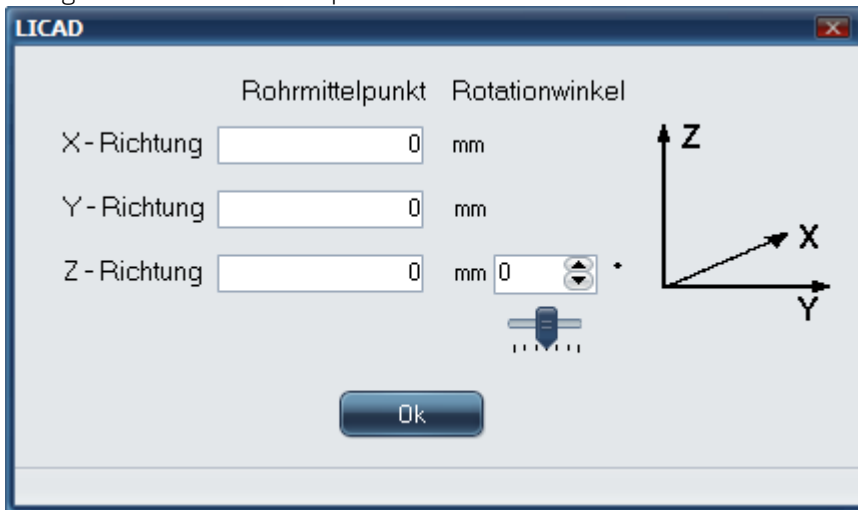 LICAD
Rohrmittelpunkt Rotationwinkel
X - Richtung 0 mm
Y - Richtung 0 mm
Z - Richtung 0 mm 0 °
Z
X
Y
Ok